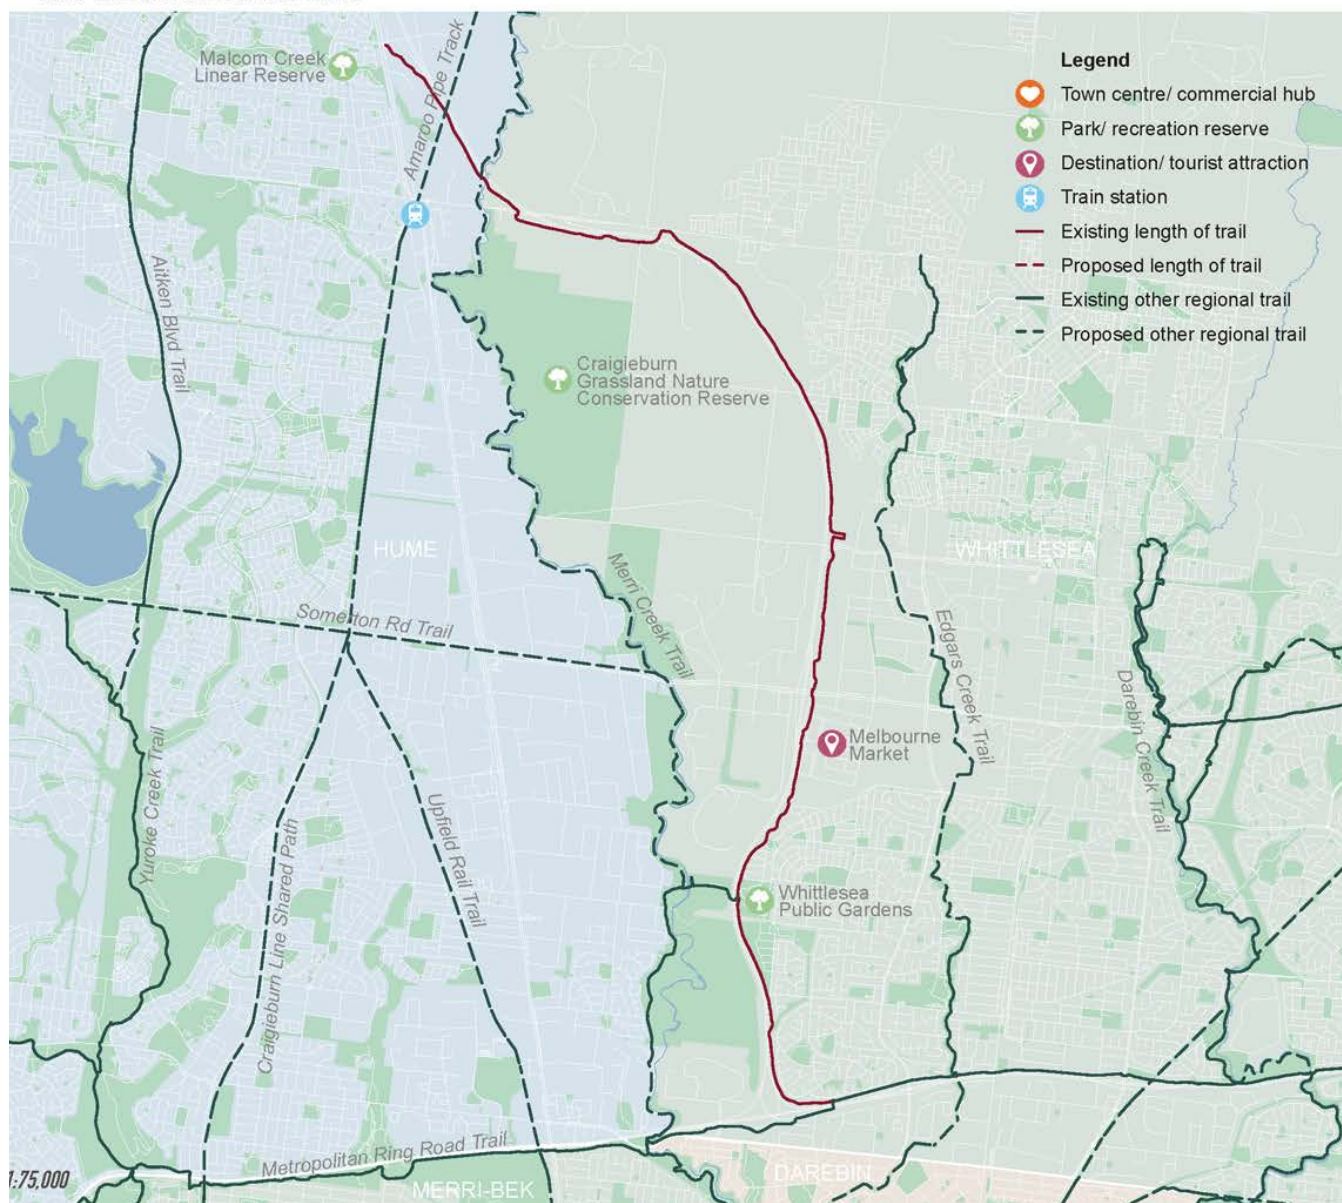 Malcom Creek
Linear Reserve
Amaroo Pipe Track
Legend
Town centre/ commercial hub
Park/ recreation reserve
Destination/ tourist attraction
Train station
Existing length of trail
Proposed length of trail
Existing other regional trail
Proposed other regional trail
Aitken Blvd Trail
Craigieburn
Grassland Nature
Conservation Reserve
HUME
WHITTLESEA
Somerton Rd Trail
Merri Creek Trail
Edgars Creek Trail
Darebin Creek Trail
Melbourne
Market
Yuroke Creek Trail
Craigieburn Line Shared Path
Upfield Rail Trail
Whittlesea
Public Gardens
Metropolitan Ring Road Trail
1:75,000
MERRI-BEK
DAREBIN